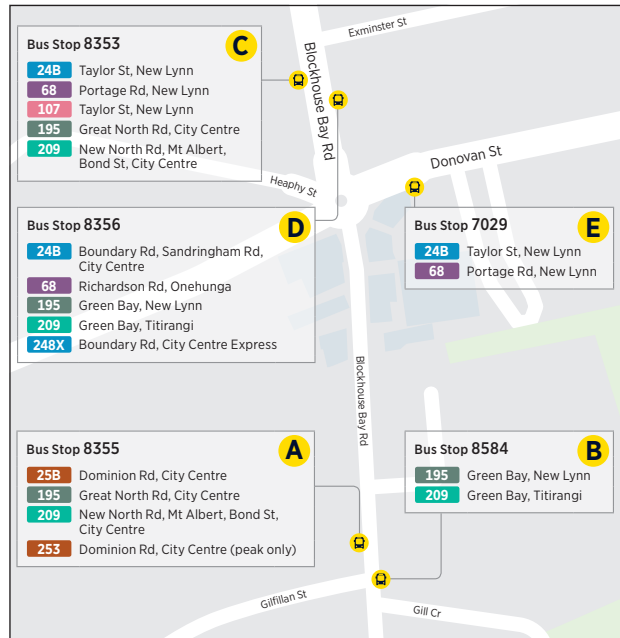 Exminster St
Blockhouse Bay Rd
Donovan St
Heaphy St
Bus Stop 8353
C
24B Taylor St, New Lynn
68 Portage Rd, New Lynn
107 Taylor St, New Lynn
195 Great North Rd, City Centre
209 New North Rd, Mt Albert,
Bond St, City Centre
Bus Stop 8356
D
24B Boundary Rd, Sandringham Rd,
City Centre
68 Richardson Rd, Onehunga
195 Green Bay, New Lynn
209 Green Bay, Titirangi
248X Boundary Rd, City Centre Express
Bus Stop 7029
E
24B Taylor St, New Lynn
68 Portage Rd, New Lynn
Blockhouse Bay Rd
Bus Stop 8355
A
25B Dominion Rd, City Centre
195 Great North Rd, City Centre
209 New North Rd, Mt Albert, Bond St,
City Centre
253 Dominion Rd, City Centre (peak only)
Bus Stop 8584
B
195 Green Bay, New Lynn
209 Green Bay, Titirangi
Gilfillan St
Gill Cr